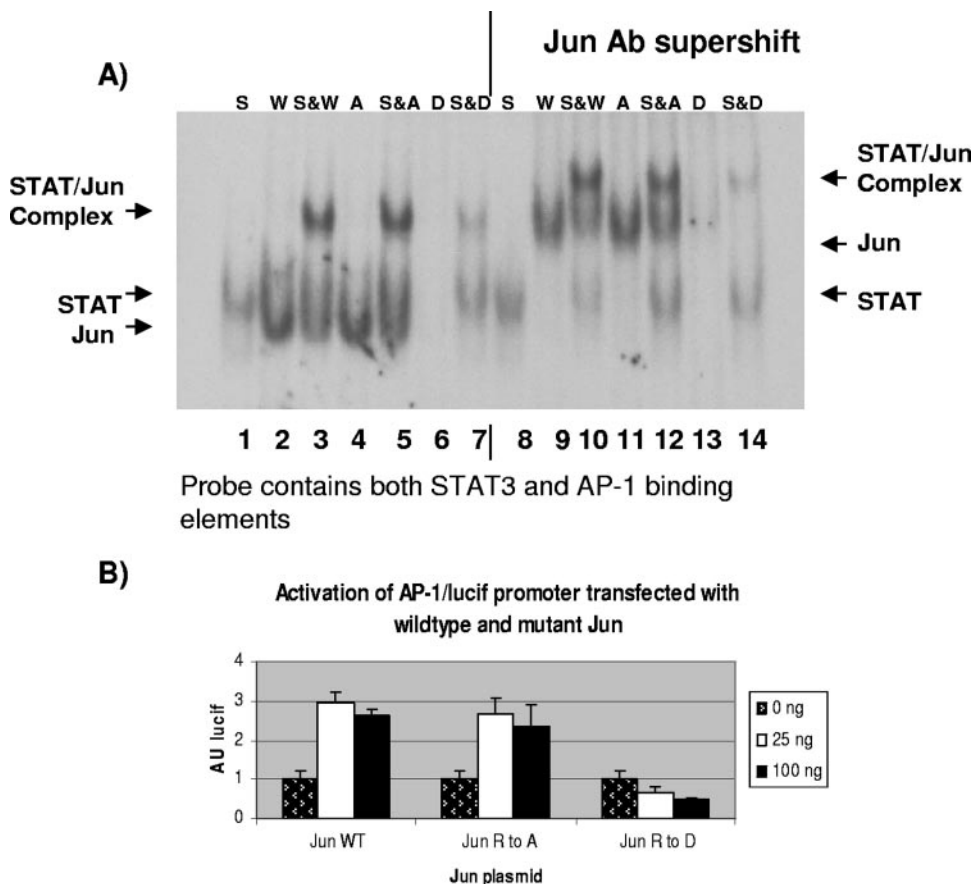 Jun Ab supershift
A)
S W S&W A S&A D S&D S W S&W A S&A D S&D
STAT/Jun
Complex
STAT
Jun
STAT/Jun
Complex
Jun
STAT
1 2 3 4 5 6 7 8 9 10 11 12 13 14
Probe contains both STAT3 and AP-1 binding
elements
B)
Activation of AP-1/lucif promoter transfected with
wildtype and mutant Jun
AU lucif
4
3
2
1
0
Jun WT Jun R to A Jun R to D
Jun plasmid
0 ng
25 ng
100 ng